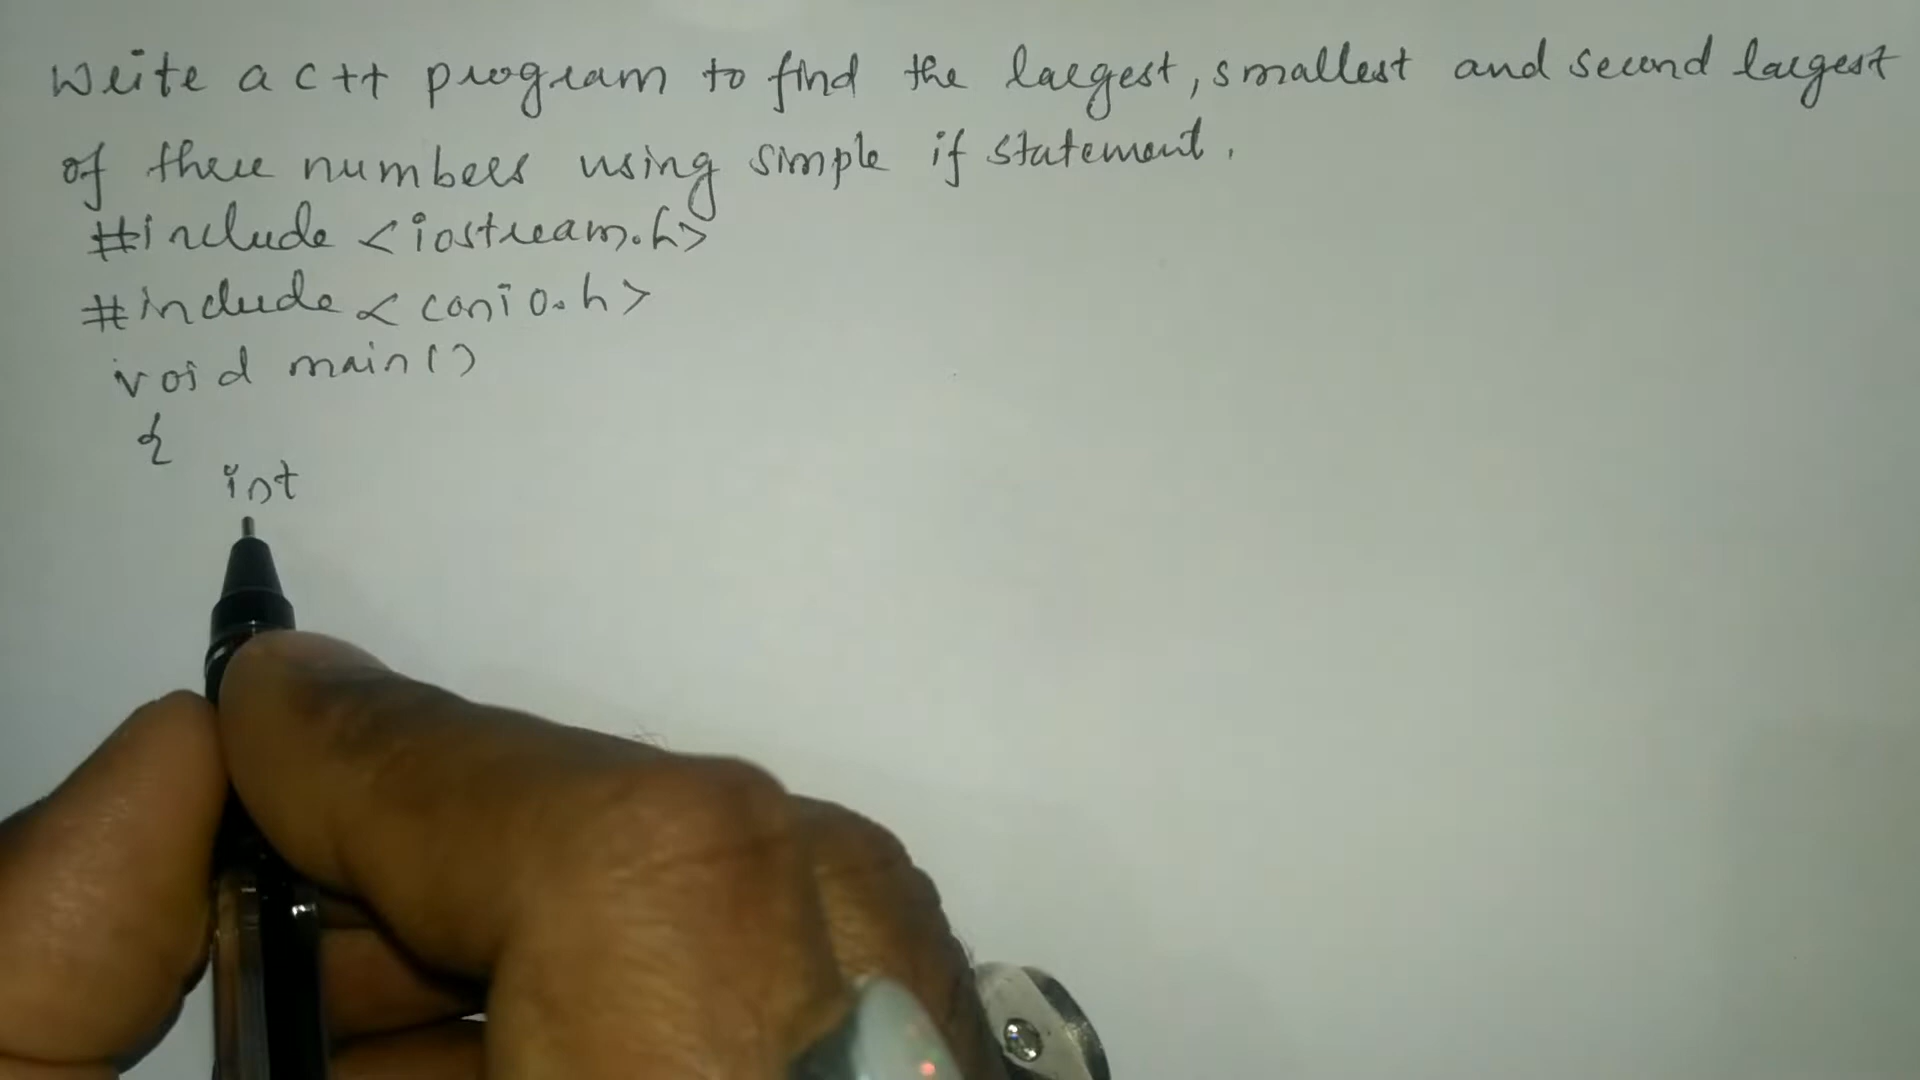 Write a c++ program to find the largest, smallest and second largest
of three numbers using simple if statement.
#include <iostream.h>
#include <conio.h>
void main()
{
int